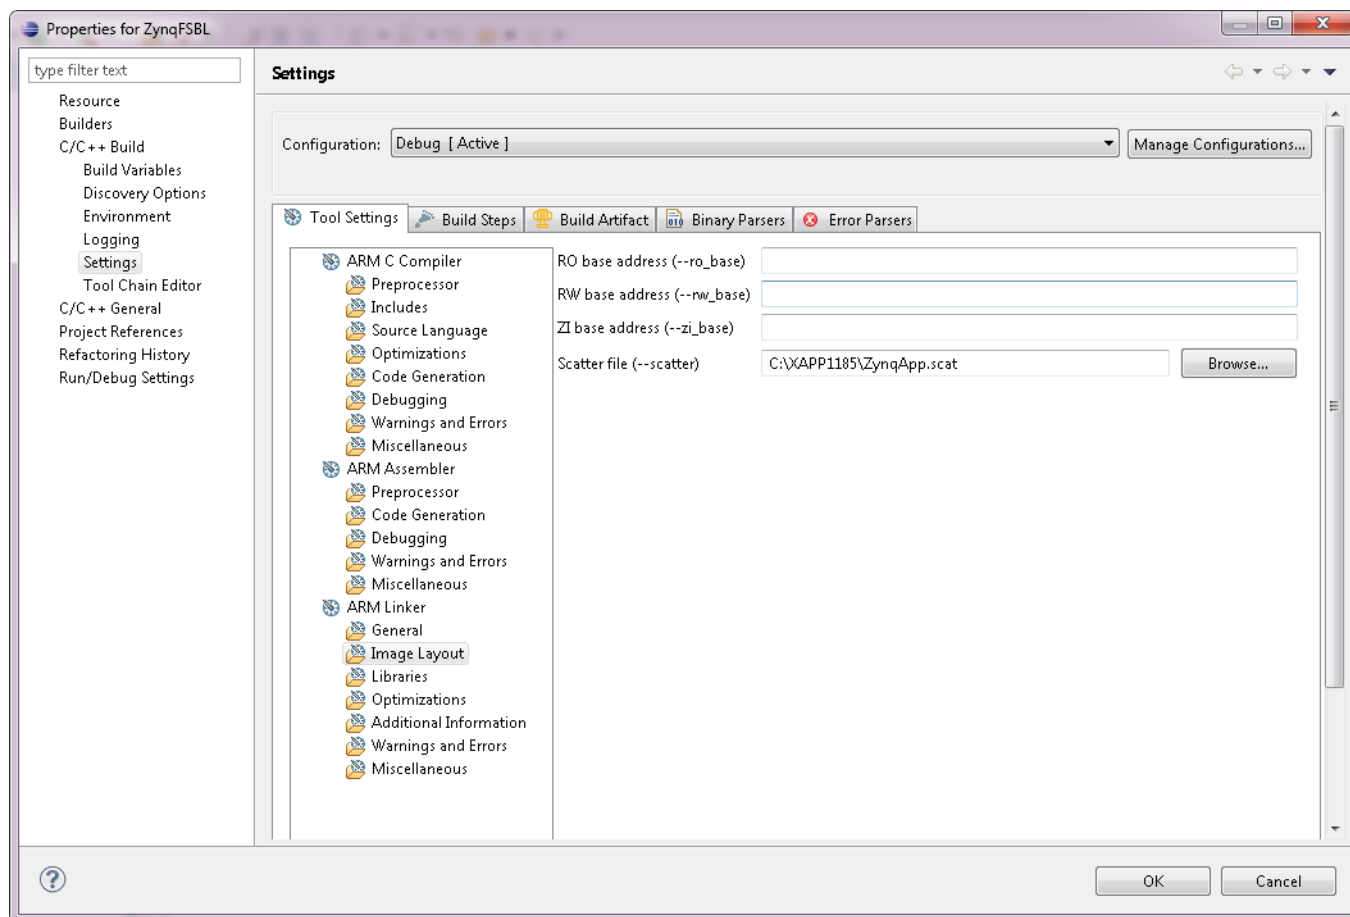 Properties for ZynqFSBL
type filter text
Resource
Builders
C/C++ Build
Build Variables
Discovery Options
Environment
Logging
Settings
Tool Chain Editor
C/C++ General
Project References
Refactoring History
Run/Debug Settings
Settings
Configuration: Debug [ Active ] Manage Configurations...
Tool Settings Build Steps Build Artifact Binary Parsers Error Parsers
ARM C Compiler
Preprocessor
Includes
Source Language
Optimizations
Code Generation
Debugging
Warnings and Errors
Miscellaneous
ARM Assembler
Preprocessor
Code Generation
Debugging
Warnings and Errors
Miscellaneous
ARM Linker
General
Image Layout
Libraries
Optimizations
Additional Information
Warnings and Errors
Miscellaneous
RO base address (--ro_base)
RW base address (--rw_base)
ZI base address (--zi_base)
Scatter file (--scatter) C:\XAPP1185\ZynqApp.scat Browse...
OK Cancel